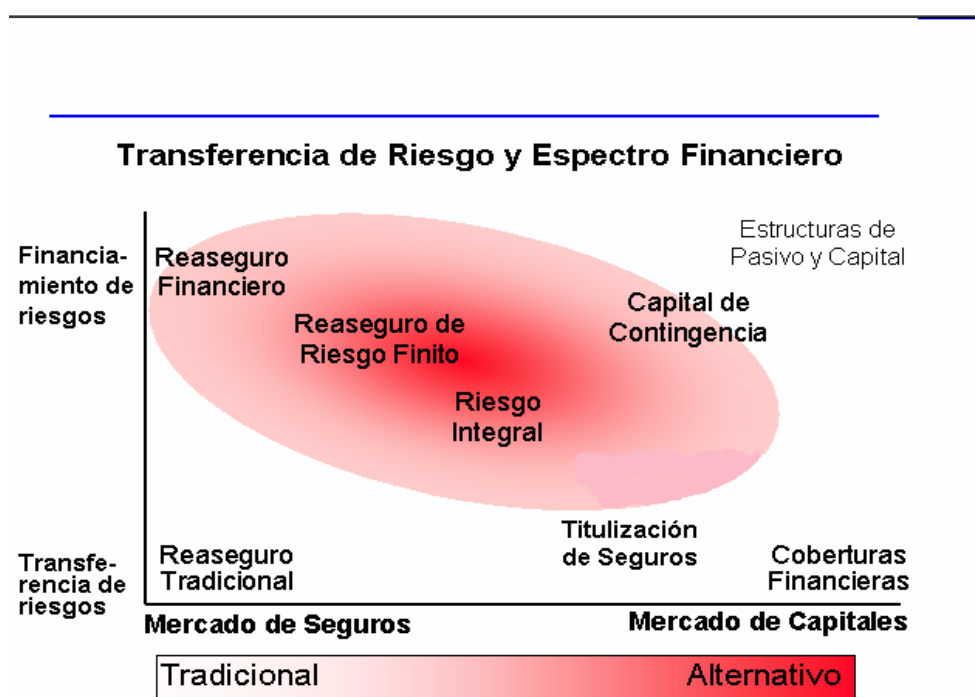 Transferencia de Riesgo y Espectro Financiero
Financia-
miento de
riesgos
Reaseguro
Financiero
Estructuras de
Pasivo y Capital
Reaseguro de
Riesgo Finito
Capital de
Contingencia
Riesgo
Integral
Transfe-
rencia de
riesgos
Reaseguro
Tradicional
Titulización
de Seguros
Coberturas
Financieras
Mercado de Seguros
Mercado de Capitales
Tradicional
Alternativo